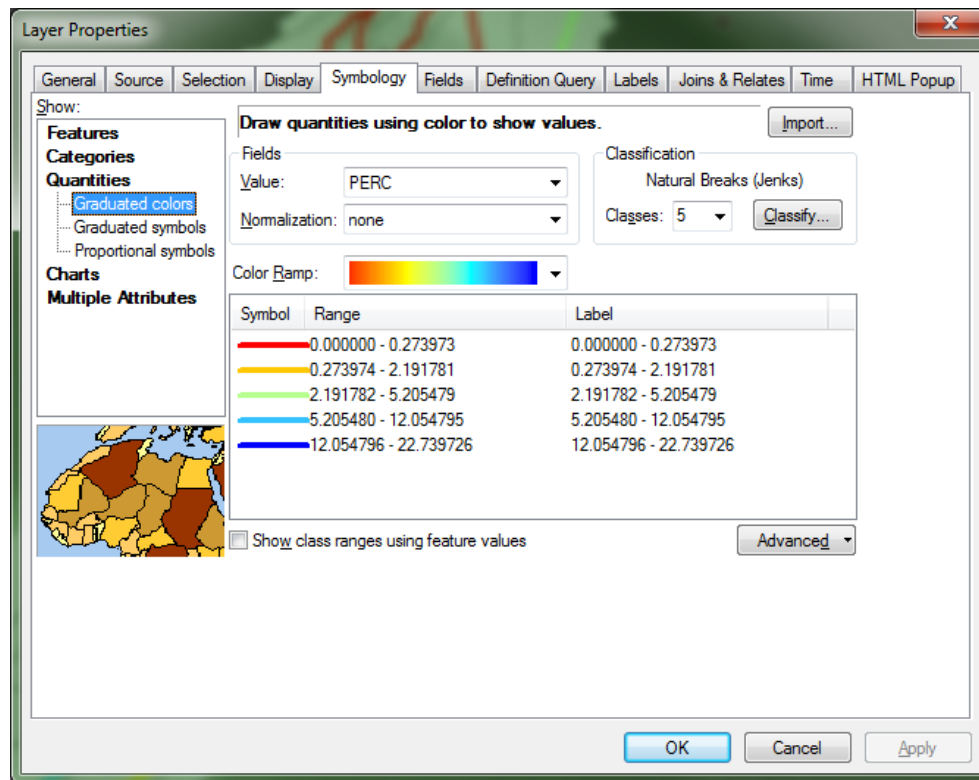 Layer Properties
x
General Source Selection Display Symbology Fields Definition Query Labels Joins & Relates Time HTML Popup
Show:
Features
Categories
Quantities
Graduated colors
Graduated symbols
Proportional symbols
Charts
Multiple Attributes
Draw quantities using color to show values.
Import...
Fields
Value: PERC
Normalization: none
Classification
Natural Breaks (Jenks)
Classes: 5 Classify...
Color Ramp:
Symbol Range Label
0.000000 - 0.273973 0.000000 - 0.273973
0.273974 - 2.191781 0.273974 - 2.191781
2.191782 - 5.205479 2.191782 - 5.205479
5.205480 - 12.054795 5.205480 - 12.054795
12.054796 - 22.739726 12.054796 - 22.739726
Show class ranges using feature values
Advanced
OK Cancel Apply